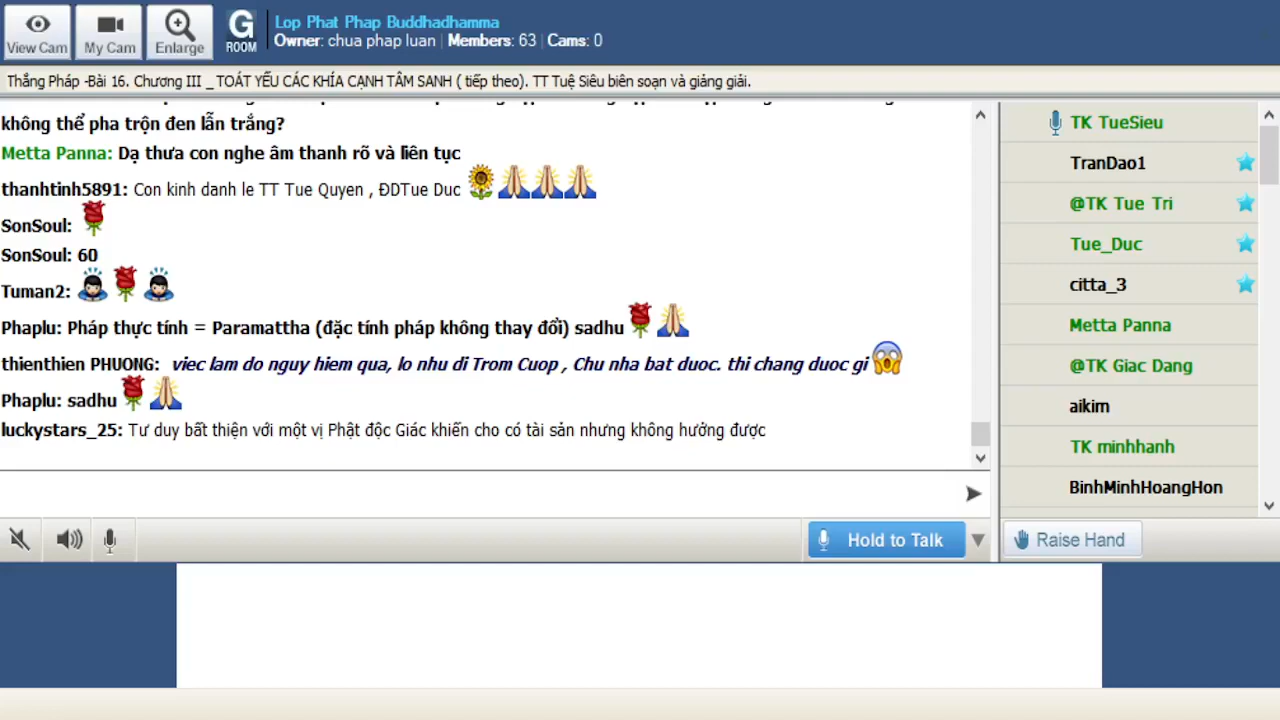 View Cam
My Cam
Enlarge
G
ROOM
Lop Phat Phap Buddhadhamma
Owner: chua phap luan | Members: 63 | Cams: 0
Thắng Pháp -Bài 16. Chương III _ TOÁT YẾU CÁC KHÍA CẠNH TÂM SANH ( tiếp theo). TT Tuệ Siêu biên soạn và giảng giải.
không thể pha trộn đen lẫn trắng?
Metta Panna: Dạ thưa con nghe âm thanh rõ và liên tục
thanhtinh5891: Con kinh danh le TT Tue Quyen , ĐDTue Duc
SonSoul:
SonSoul: 60
Tuman2:
Phaplu: Pháp thực tính = Paramattha (đặc tính pháp không thay đổi) sadhu
thienthien PHUONG: viec lam do nguy hiem qua, lo nhu di Trom Cuop , Chu nha bat duoc. thi chang duoc gi
Phaplu: sadhu
luckystars_25: Tư duy bất thiện với một vị Phật độc Giác khiến cho có tài sản nhưng không hưởng được
TK TueSieu
TranDao1
@TK Tue Tri
Tue_Duc
citta_3
Metta Panna
@TK Giac Dang
aikim
TK minhhanh
BinhMinhHoangHon
Hold to Talk
Raise Hand